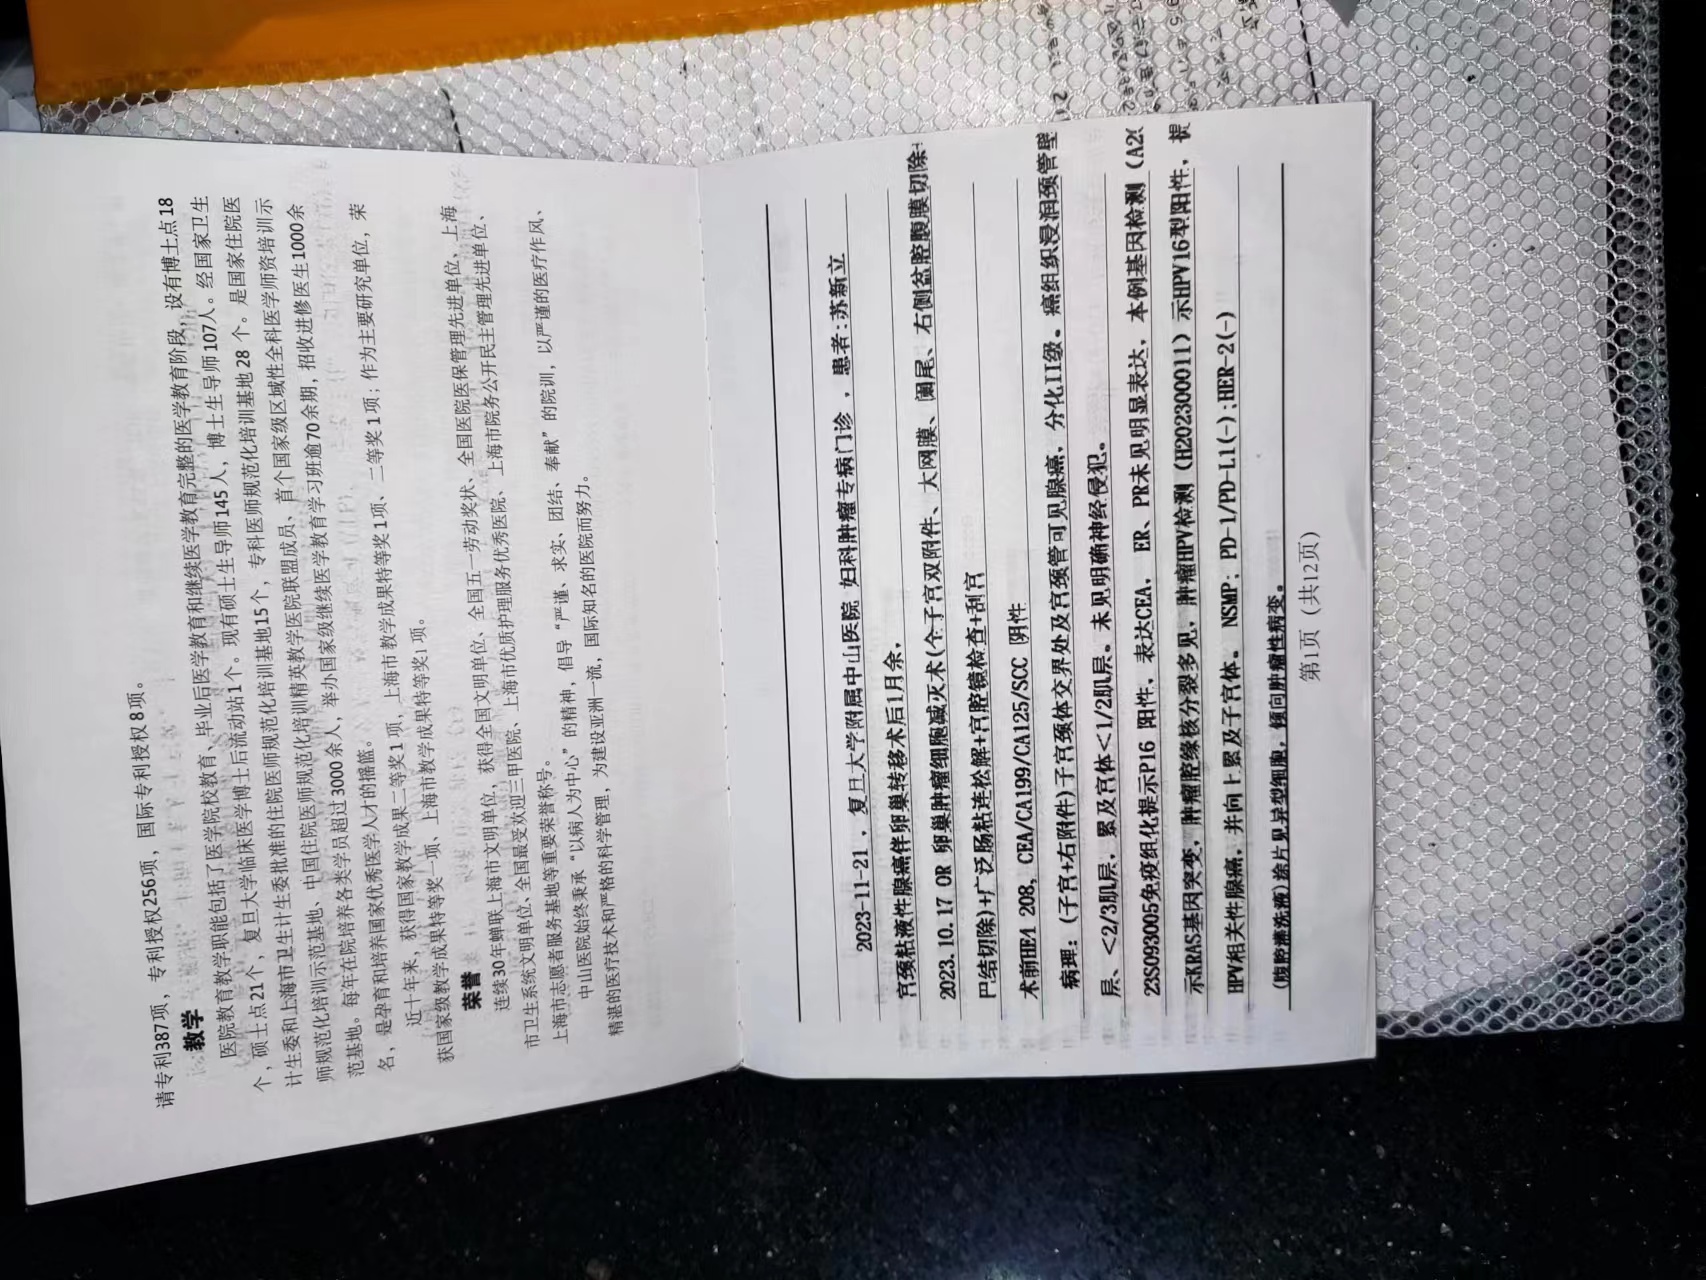 请专利387项，专利授权256项，国际专利授权8项。
教学
医院教育教学职能包括了医学院校教育、毕业后医学教育和继续医学教育完整的医学教育阶段，设有博士点18
个，硕士点21个，复旦大学临床医学博士后流动站1个。现有硕士生导师145人，博士生导师107人。经国家卫生
计生委和上海市卫生计生委批准的住院医师规范化培训基地15个，专科医师规范化培训基地28 个。是国家住院医
师规范化培训示范基地、中国住院医师规范化培训精英教学医院联盟成员、首个国家级区域性全科医学师资培训示
范基地。每年在院培养各类学员超过3000余人，举办国家级继续医学教育学习班逾70余期，招收进修医生1000余
名，是孕育和培养国家优秀医学人才的摇篮。
近十年来，获得国家教学成果二等奖1 项，上海市 教学成果特等奖1项、二等奖1项；作为主要研究单位，荣
获国家级教学成果特等奖一项、上海市教学成果特等奖1 项。
荣誉
连续30年蝉联上海市文明单位，获得全国文明单位、全国五一劳动奖状、全国医院医保管理先进单位、上海
市卫生系统文明单位、全国最受欢迎三甲医院、上海市优质护理服务优秀医院、 上海市院务公开民主管理先进单位、
上海市志愿者服务基地等重要荣誉称号。
中山医院始终秉承“以病人为中心”的精神，倡导“严谨、求实、团结、奉献”的院训，以严谨的医疗作风、
精湛的医疗技术和严格的科学管理，为建设亚洲一流，国际知名的医院而努力。
2023-11-21 ，复旦大学附属中山医院 妇科肿瘤专病门诊 ，患者:苏新立
宫颈粘液性腺癌伴卵巢转移术后1月余，
2023.10.17 OR 卵巢肿瘤细胞减灭术(全子宫双附件、大网膜、阑尾、右侧盆腔腹膜切除+
巴结切除)+广泛肠粘连松解+宫腔镜检查+刮宫
术前HE4 208, CEA/CA199/CA125/SCC 阴性
病理：(子宫+右附件)子宫颈体交界处及宫颈管可见腺癌，分化II级。癌组织浸润颈管壁
层、<2/3肌层，累及宫体<1/2肌层。未见明确神经侵犯。
23S093005免疫组化提示P16 阳性，表达CEA， ER、PR未见明显表达，本例基因检测（A20
示KRAS基因突变，肿瘤腔缘核分裂多见，肿瘤HPV检测（H202300011）示HPV16型阳性，提
HPV相关性腺癌，并向上累及子宫体。 NSMP; PD-1/PD-L1(-);HER-2(-)
(腹腔灌洗液)涂片见异型细胞，倾向肿瘤性病变。
第1页（共12页）